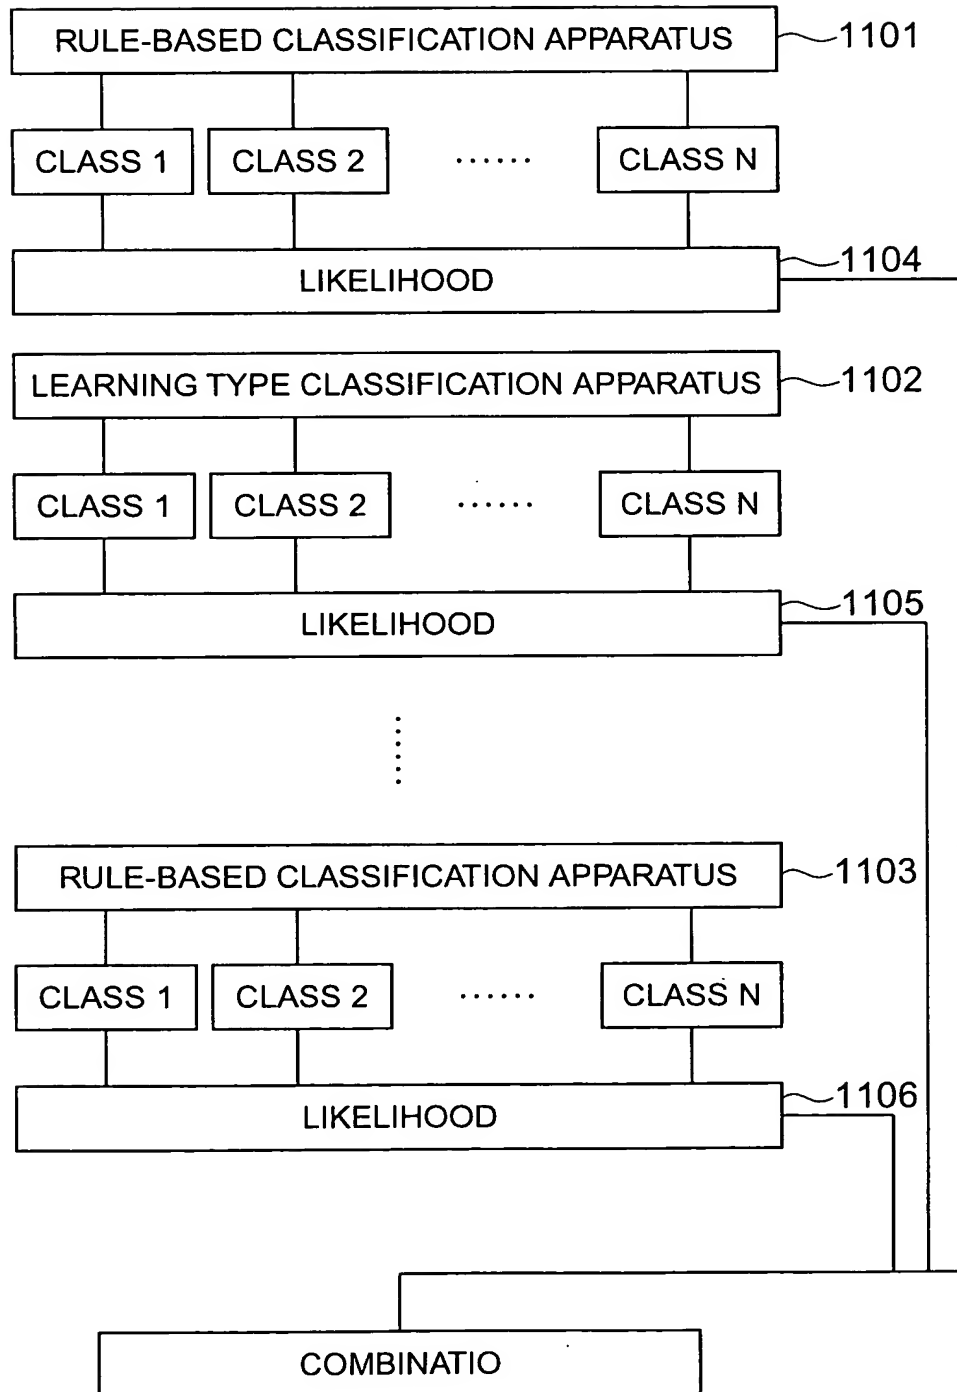 RULE-BASED CLASSIFICATION APPARATUS 1101
CLASS 1 CLASS 2 ...... CLASS N
LIKELIHOOD 1104
LEARNING TYPE CLASSIFICATION APPARATUS 1102
CLASS 1 CLASS 2 ...... CLASS N
LIKELIHOOD 1105
RULE-BASED CLASSIFICATION APPARATUS 1103
CLASS 1 CLASS 2 ...... CLASS N
LIKELIHOOD 1106
COMBINATIO